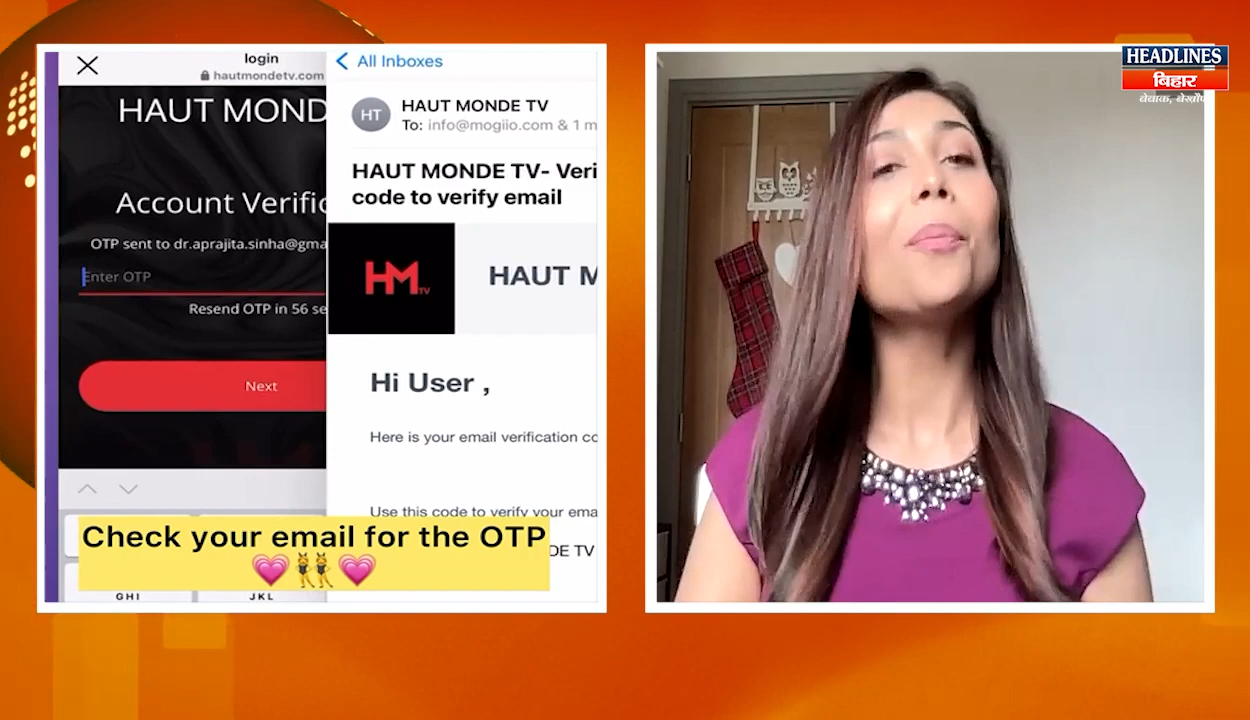 login
hautmondetv.com
HAUT MOND
Account Verific
OTP sent to dr.aprajita.sinha@gma
Enter OTP
Resend OTP in 56 se
Next
GHI
JKL
All Inboxes
HT
HAUT MONDE TV
To: info@mogiio.com & 1 m
HAUT MONDE TV- Veri
code to verify email
HM TV
HAUT M
Hi User ,
Here is your email verification co
Use this code to verify your ema
DE TV
Check your email for the OTP
HEADLINES
बिहार
बेबाक, बेख़ौफ़